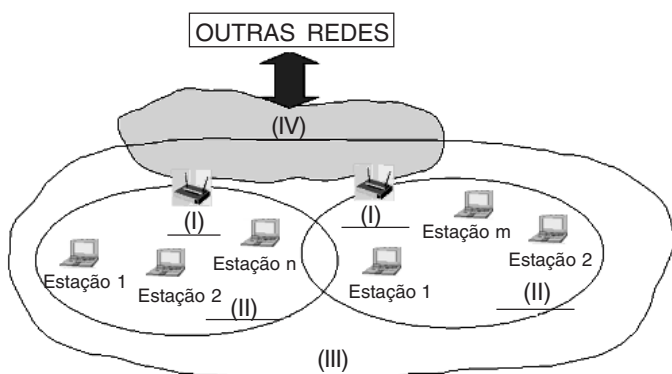 OUTRAS REDES
(IV)
(I)
(I)
Estação 1
Estação 2
Estação n
(II)
Estação 1
Estação m
Estação 2
(II)
(III)